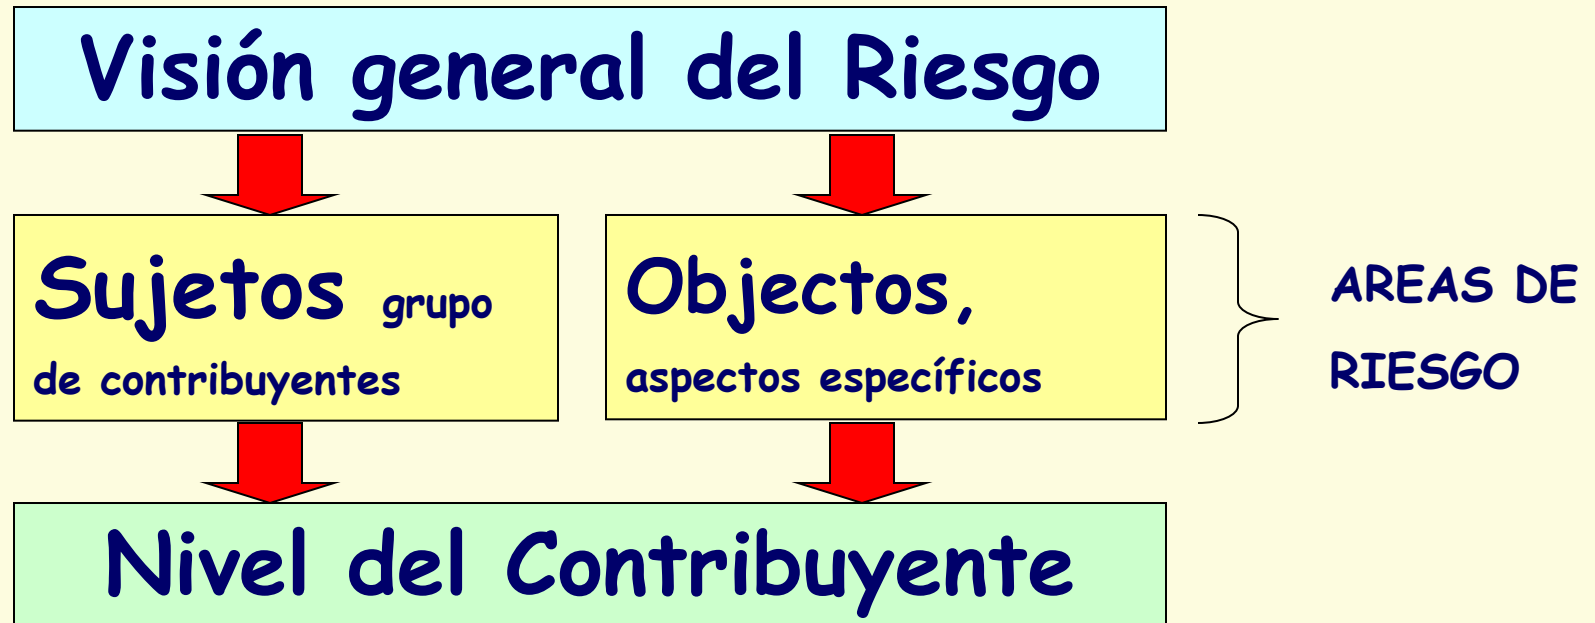 Visión general del Riesgo
Sujetos grupo
de contribuyentes
Objectos,
aspectos específicos
AREAS DE
RIESGO
Nivel del Contribuyente